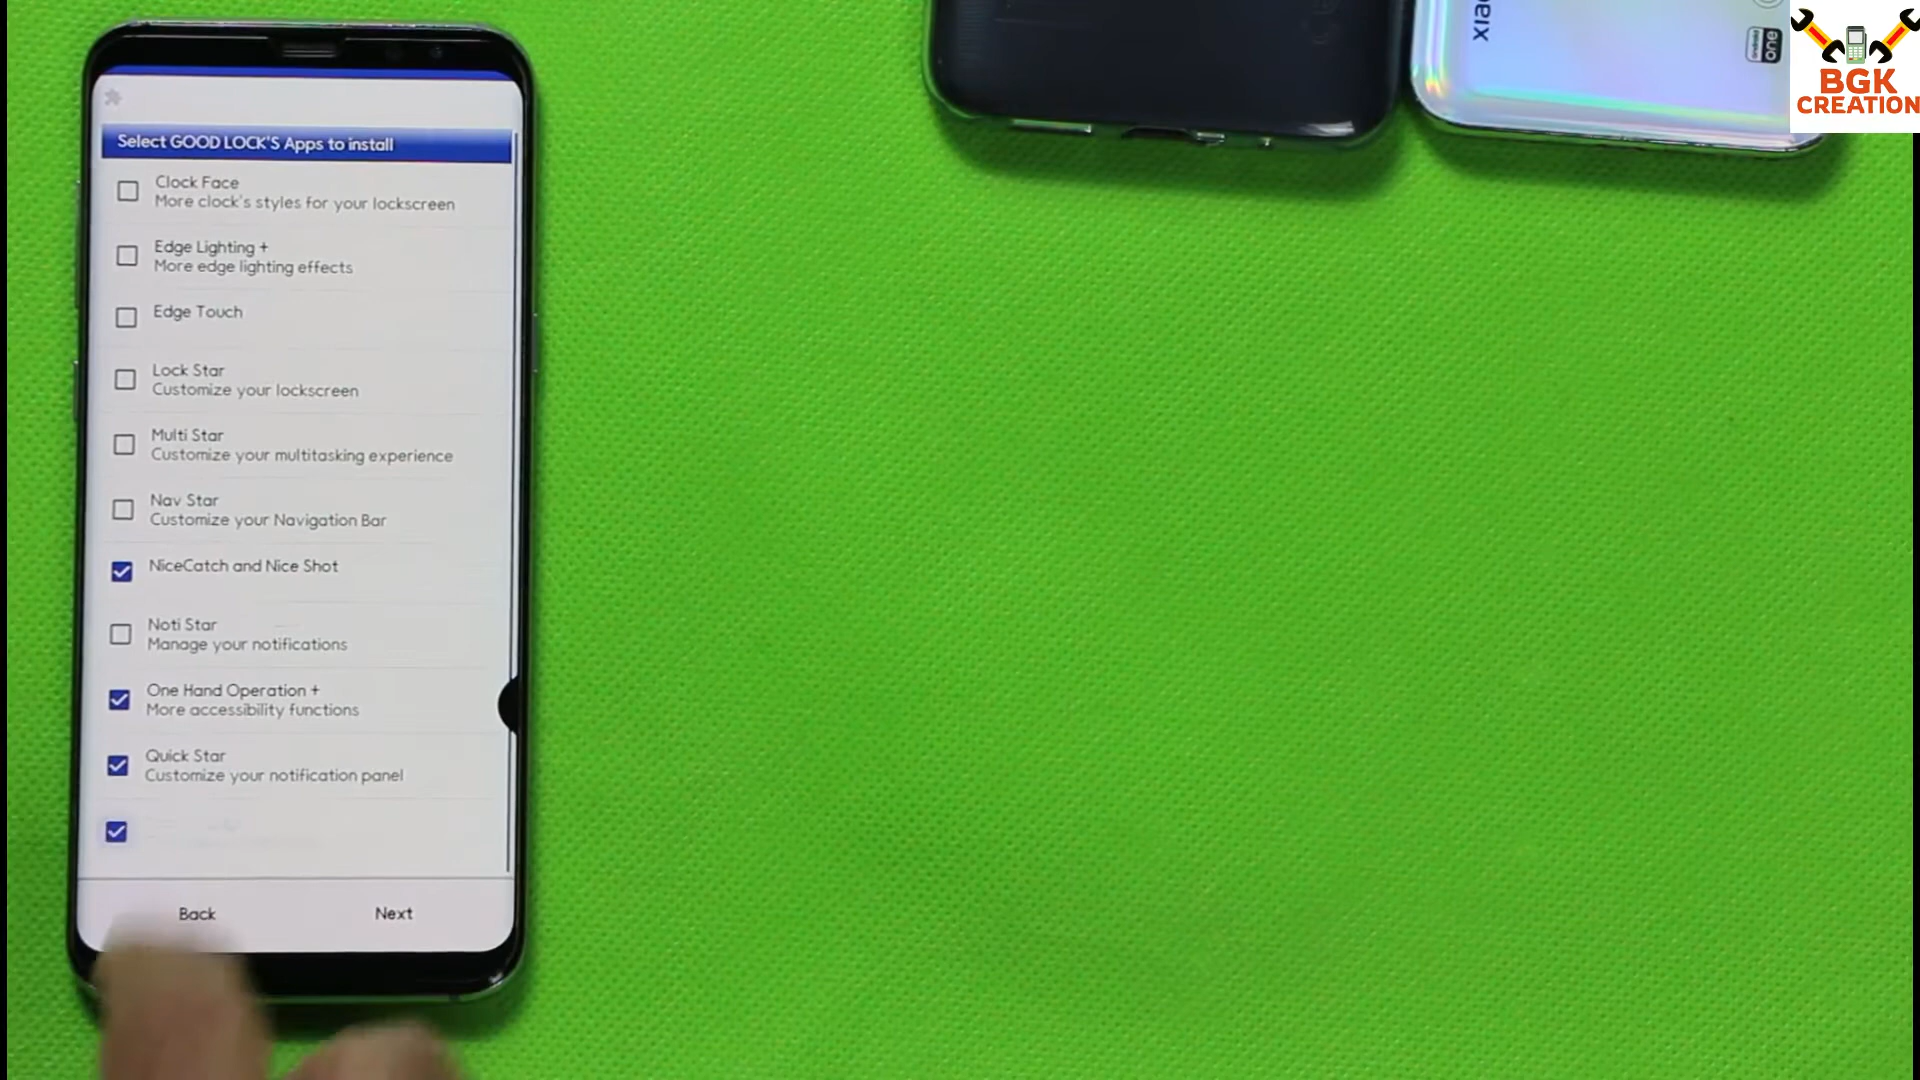 Select GOOD LOCK'S Apps to install
Clock Face
More clock's styles for your lockscreen
Edge Lighting +
More edge lighting effects
Edge Touch
Lock Star
Customize your lockscreen
Multi Star
Customize your multitasking experience
Nav Star
Customize your Navigation Bar
NiceCatch and Nice Shot
Noti Star
Manage your notifications
One Hand Operation +
More accessibility functions
Quick Star
Customize your notification panel
Back
Next
one
BGK
CREATION